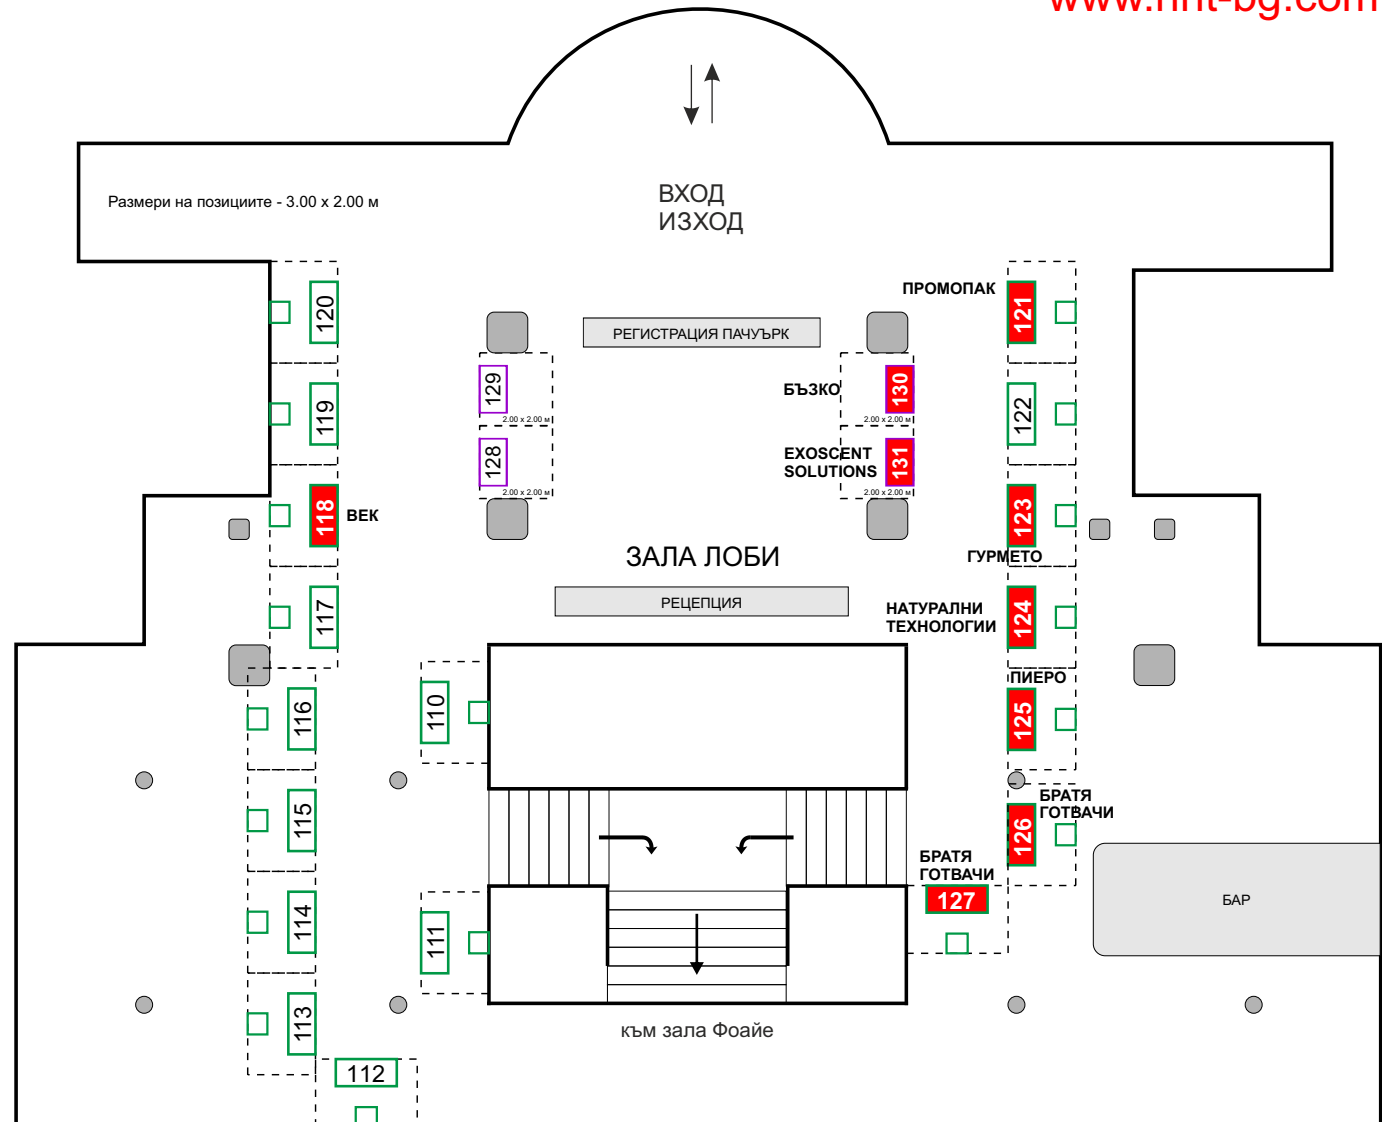 www.hht-bg.com
Размери на позициите - 3.00 x 2.00 м
ВХОД
ИЗХОД
120
ПРОМОПАК
121
РЕГИСТРАЦИЯ ПАЧУЪРК
119
129
2.00 x 2.00 м
БЪЗКО
130
2.00 x 2.00 м
122
128
2.00 x 2.00 м
EXOSCENT
SOLUTIONS
131
2.00 x 2.00 м
118
ВЕК
123
ГУРМЕТО
ЗАЛА ЛОБИ
РЕЦЕПЦИЯ
117
НАТУРАЛНИ
ТЕХНОЛОГИИ
124
ПИЕРО
125
116
110
115
БРАТЯ
ГОТВАЧИ
126
БРАТЯ
ГОТВАЧИ
127
БАР
114
111
113
към зала Фоайе
112